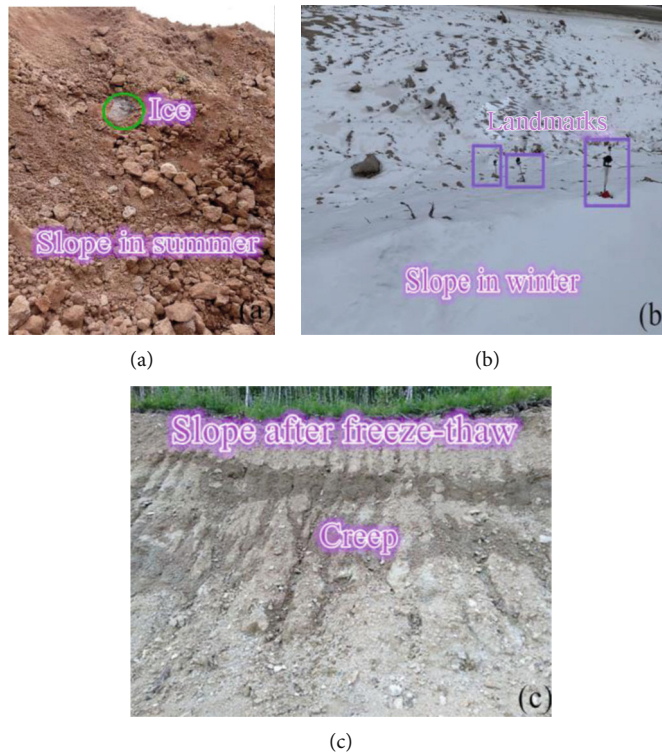 Ice
Slope in summer
(a)
Landmarks
Slope in winter
(b
(a)
(b)
Slope after freeze-thaw
Creep
(c)
(c)